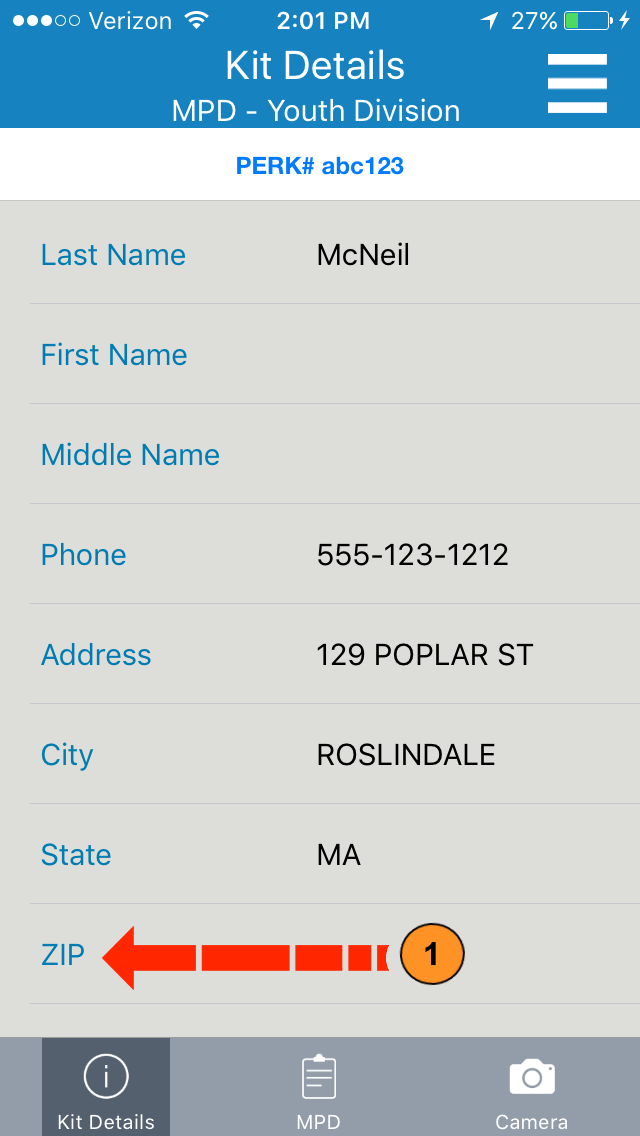 Verizon 2:01 PM 27%
Kit Details
MPD - Youth Division
PERK# abc123
Last Name McNeil
First Name
Middle Name
Phone 555-123-1212
Address 129 POPLAR ST
City ROSLINDALE
State MA
ZIP 1
Kit Details MPD Camera